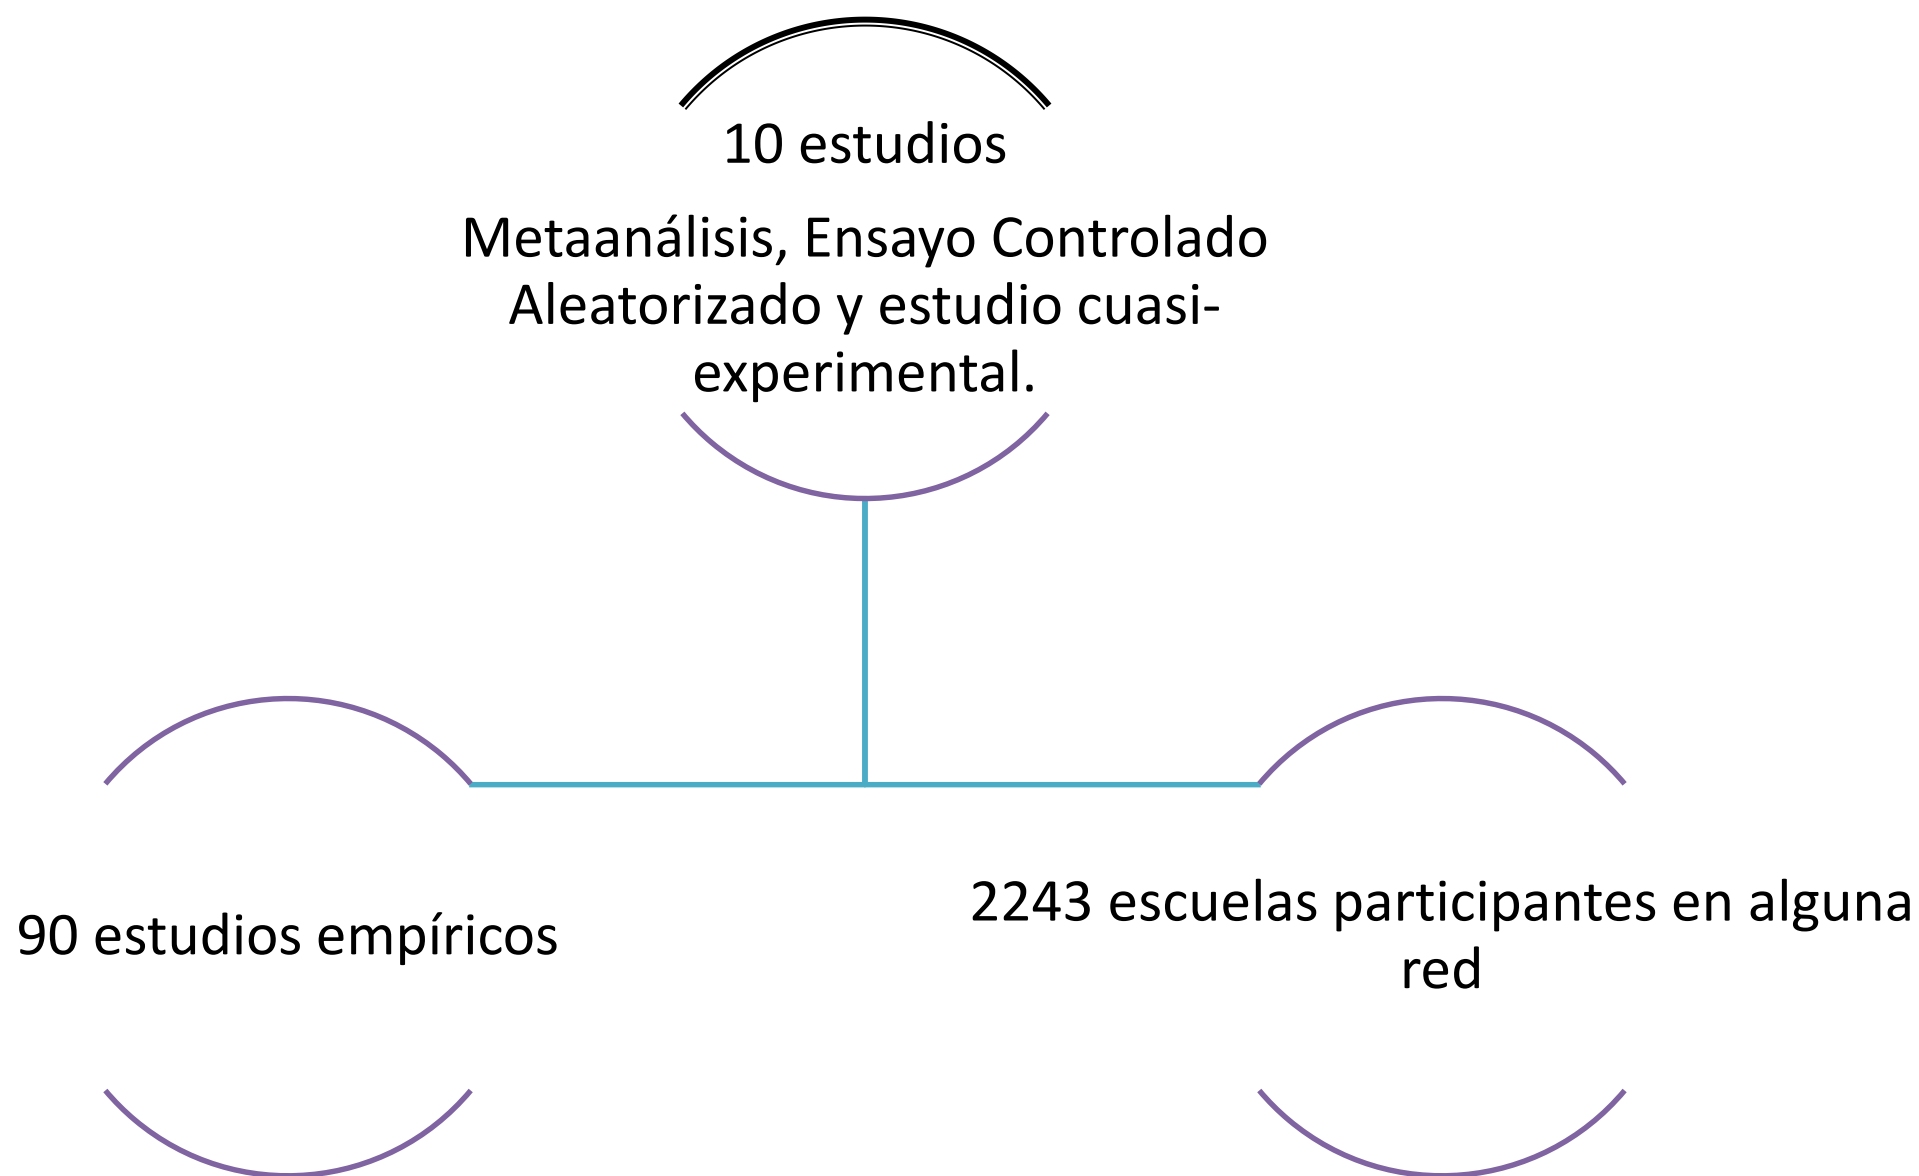 10 estudios
Metaanálisis, Ensayo Controlado
Aleatorizado y estudio cuasi-
experimental.
90 estudios empíricos
2243 escuelas participantes en alguna
red